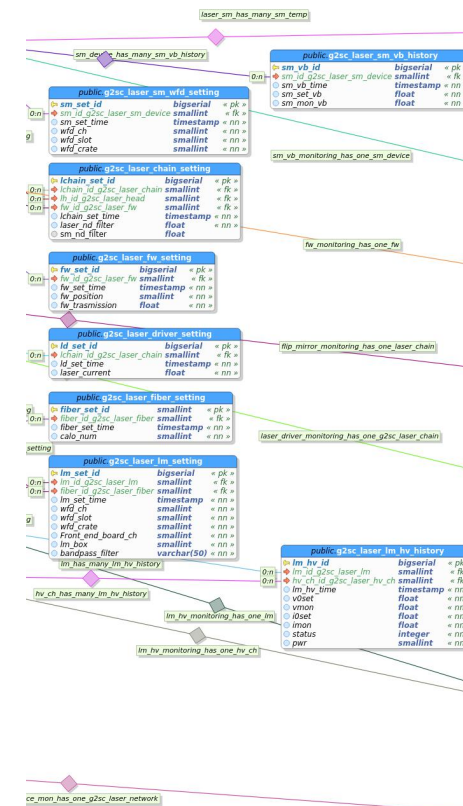 laser_sm_has_many_sm_temp
sm_device_has_many_sm_vb_history
public.g2sc_laser_sm_vb_history
sm_vb_id bigserial « pk
0:n sm_id_g2sc_laser_sm_device smallint « fk
sm_vb_time timestamp « nn
sm_set_vb float « nn
sm_mon_vb float « nn
public.g2sc_laser_sm_wfd_setting
sm_set_id bigserial « pk »
0:n sm_id_g2sc_laser_sm_device smallint « fk »
sm_set_time timestamp « nn »
wfd_ch smallint « nn »
wfd_slot smallint « nn »
wfd_crate smallint « nn »
sm_vb_monitoring_has_one_sm_device
public.g2sc_laser_chain_setting
lchain_set_id bigserial « pk »
0:n lchain_id_g2sc_laser_chain smallint « fk »
0:n lh_id_g2sc_laser_head smallint « fk »
0:n fw_id_g2sc_laser_fw smallint « fk »
lchain_set_time timestamp « nn »
laser_nd_filter float « nn »
sm_nd_filter float
fw_monitoring_has_one_fw
public.g2sc_laser_fw_setting
fw_set_id bigserial « pk »
0:n fw_id_g2sc_laser_fw smallint « fk »
fw_set_time timestamp « nn »
fw_position smallint « nn »
fw_trasmission float « nn »
public.g2sc_laser_driver_setting
ld_set_id bigserial « pk »
0:n lchain_id_g2sc_laser_chain smallint « fk »
ld_set_time timestamp « nn »
laser_current float « nn »
flip_mirror_monitoring_has_one_laser_chain
public.g2sc_laser_fiber_setting
fiber_set_id smallint « pk »
0:n fiber_id_g2sc_laser_fiber smallint « fk »
fiber_set_time timestamp « nn »
calo_num smallint « nn »
laser_driver_monitoring_has_one_g2sc_laser_chain
setting
public.g2sc_laser_lm_setting
lm_set_id bigserial « pk »
0:n lm_id_g2sc_laser_lm smallint « fk »
0:n fiber_id_g2sc_laser_fiber smallint « fk »
lm_set_time timestamp « nn »
wfd_ch smallint « nn »
wfd_slot smallint « nn »
wfd_crate smallint « nn »
Front_end_board_ch smallint « nn »
lm_box smallint « nn »
bandpass_filter varchar(50) « nn »
lm_has_many_lm_hv_history
public.g2sc_laser_lm_hv_history
lm_hv_id bigserial « pk
0:n lm_id_g2sc_laser_lm smallint « fk
0:n hv_ch_id_g2sc_laser_hv_ch smallint « fk
lm_hv_time timestamp « nn
v0set float « nn
vmon float « nn
i0set float « nn
imon float « nn
status integer « nn
pwr smallint « nn
hv_ch_has_many_lm_hv_history
lm_hv_monitoring_has_one_lm
lm_hv_monitoring_has_one_hv_ch
ce_mon_has_one_g2sc_laser_network